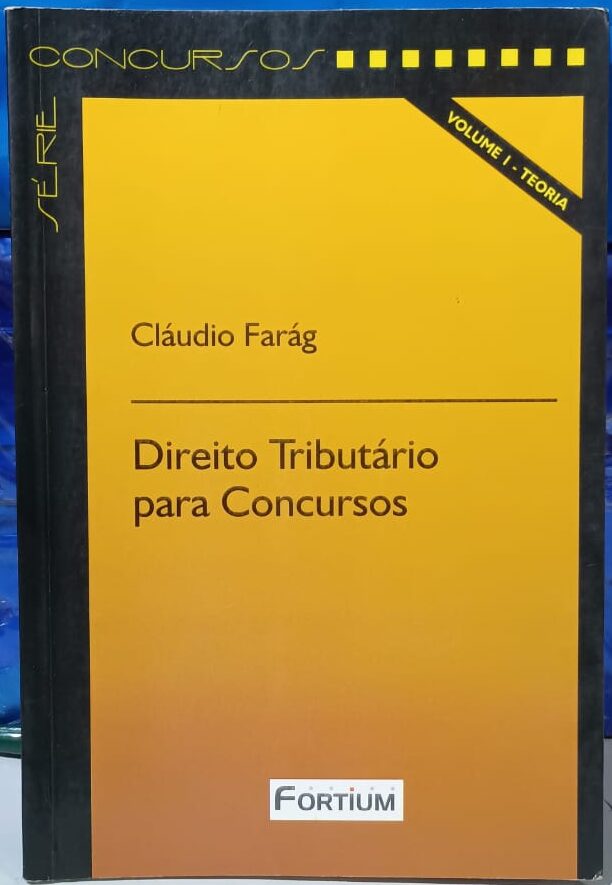 SÉRIE
CONCURSOS
VOLUME I - TEORIA
Cláudio Farág
Direito Tributário
para Concursos
FORTIUM